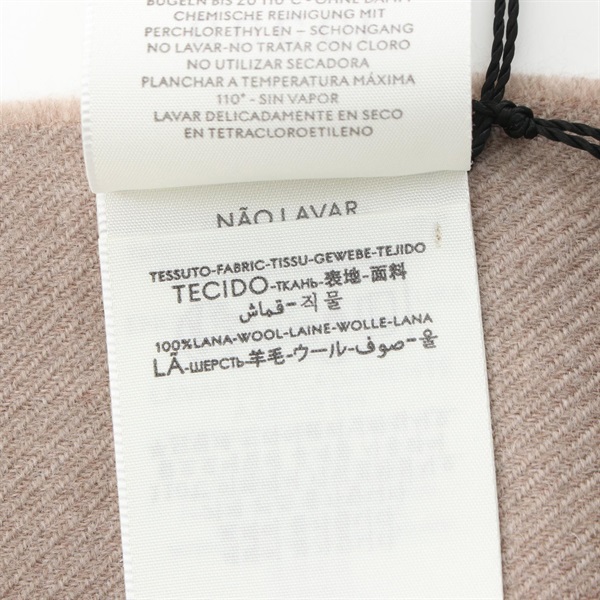 BÜGELN BIS ZU 110°C - OHNE DAMPF
CHEMISCHE REINIGUNG MIT
PERCHLORETHYLEN - SCHONGANG
NO LAVAR-NO TRATAR CON CLORO
NO UTILIZAR SECADORA
PLANCHAR A TEMPERATURA MÁXIMA
110° - SIN VAPOR
LAVAR DELICADAMENTE EN SECO
EN TETRACLOROETILENO
NÃO LAVAR
TESSUTO-FABRIC-TISSU-GEWEBE-TEJIDO
TECIDO-ТКАНЬ-表地-面料
قماش-직물
100%LANA-WOOL-LAINE-WOLLE-LANA
LÃ-ШЕРСТЬ-羊毛-ウール-صوف-울